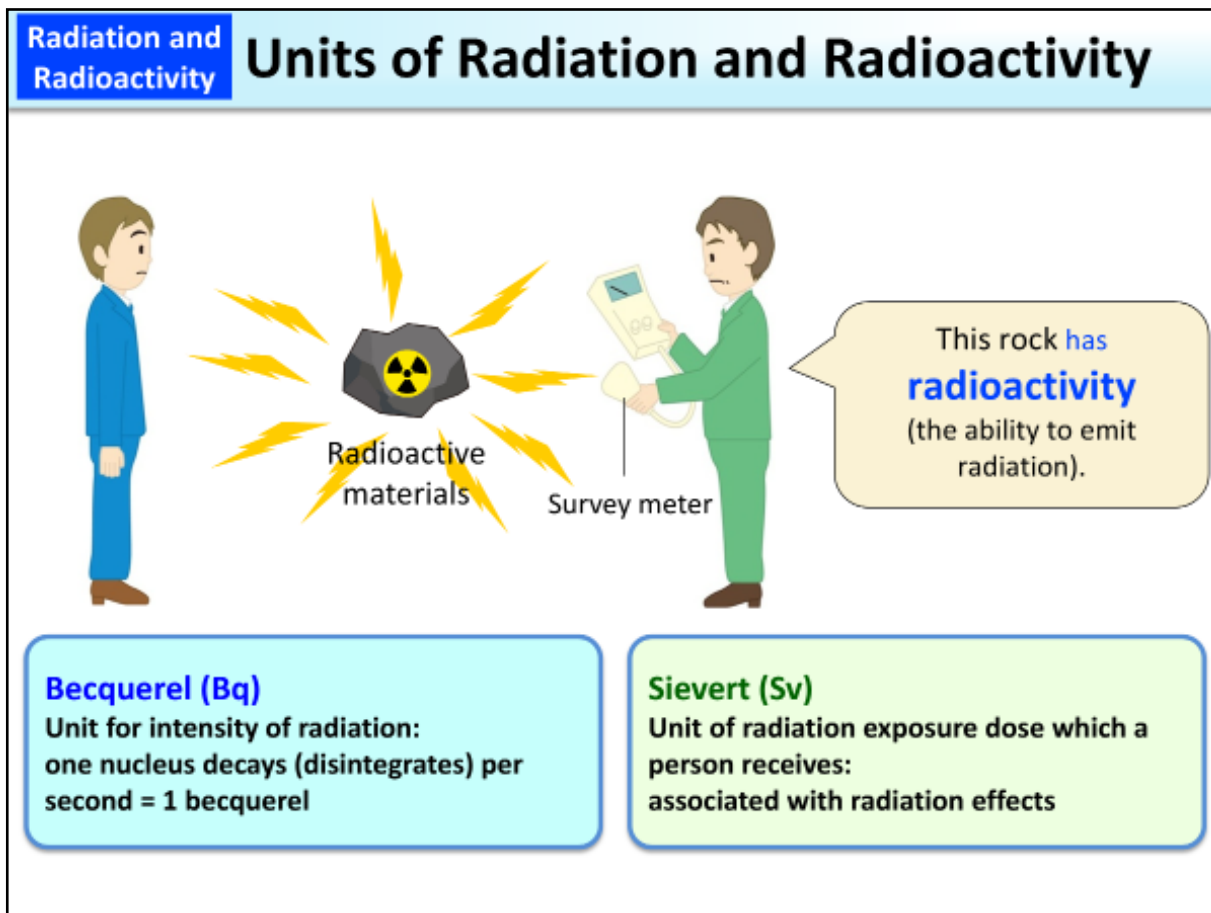 Radiation and
Radioactivity
Units of Radiation and Radioactivity
This rock has
radioactivity
(the ability to emit
radiation).
Radioactive
materials
Survey meter
Becquerel (Bq)
Unit for intensity of radiation:
one nucleus decays (disintegrates) per
second = 1 becquerel
Sievert (Sv)
Unit of radiation exposure dose which a
person receives:
associated with radiation effects